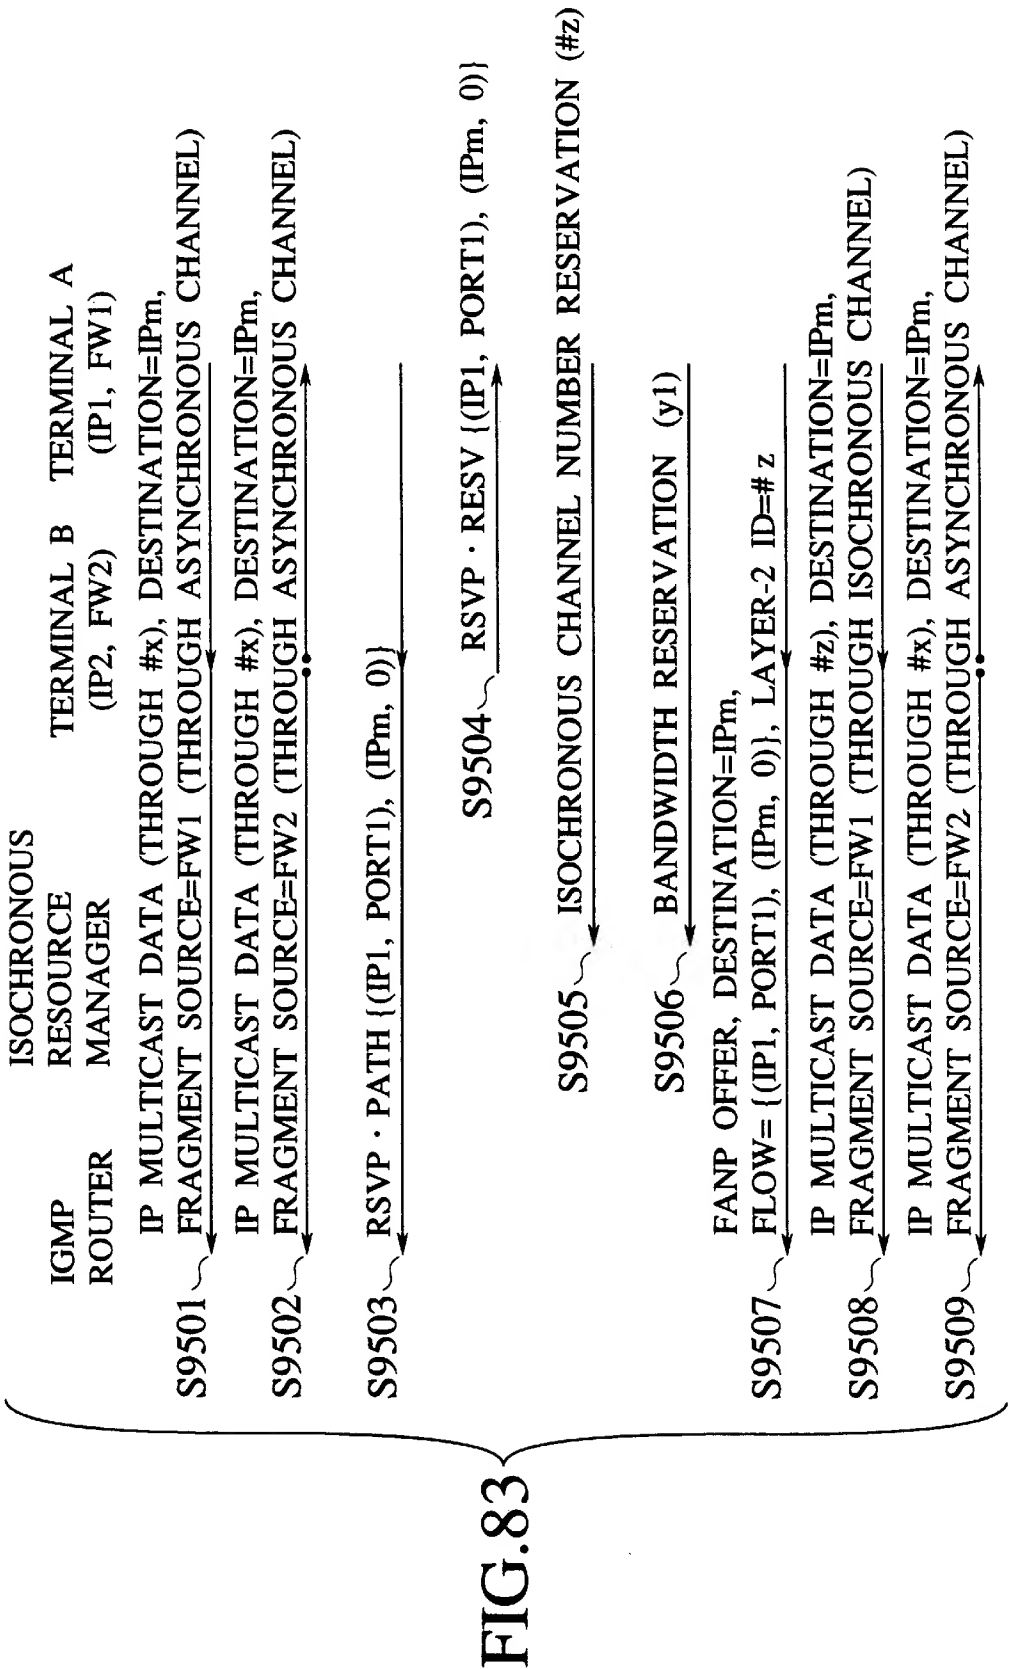 FIG.83
IGMP
ROUTER
ISOCHRONOUS
RESOURCE
MANAGER
TERMINAL B
(IP2, FW2)
TERMINAL A
(IP1, FW1)
S9501
IP MULTICAST DATA (THROUGH #x), DESTINATION=IPm,
FRAGMENT SOURCE=FW1 (THROUGH ASYNCHRONOUS CHANNEL)
S9502
IP MULTICAST DATA (THROUGH #x), DESTINATION=IPm,
FRAGMENT SOURCE=FW2 (THROUGH ASYNCHRONOUS CHANNEL)
S9503
RSVP · PATH {(IP1, PORT1), (IPm, 0)}
S9504
RSVP · RESV {(IP1, PORT1), (IPm, 0)}
S9505
ISOCHRONOUS CHANNEL NUMBER RESERVATION (#z)
S9506
BANDWIDTH RESERVATION (y1)
S9507
FANP OFFER, DESTINATION=IPm,
FLOW= {(IP1, PORT1), (IPm, 0)}, LAYER-2 ID=# z
S9508
IP MULTICAST DATA (THROUGH #z), DESTINATION=IPm,
FRAGMENT SOURCE=FW1 (THROUGH ISOCHRONOUS CHANNEL)
S9509
IP MULTICAST DATA (THROUGH #x), DESTINATION=IPm,
FRAGMENT SOURCE=FW2 (THROUGH ASYNCHRONOUS CHANNEL)